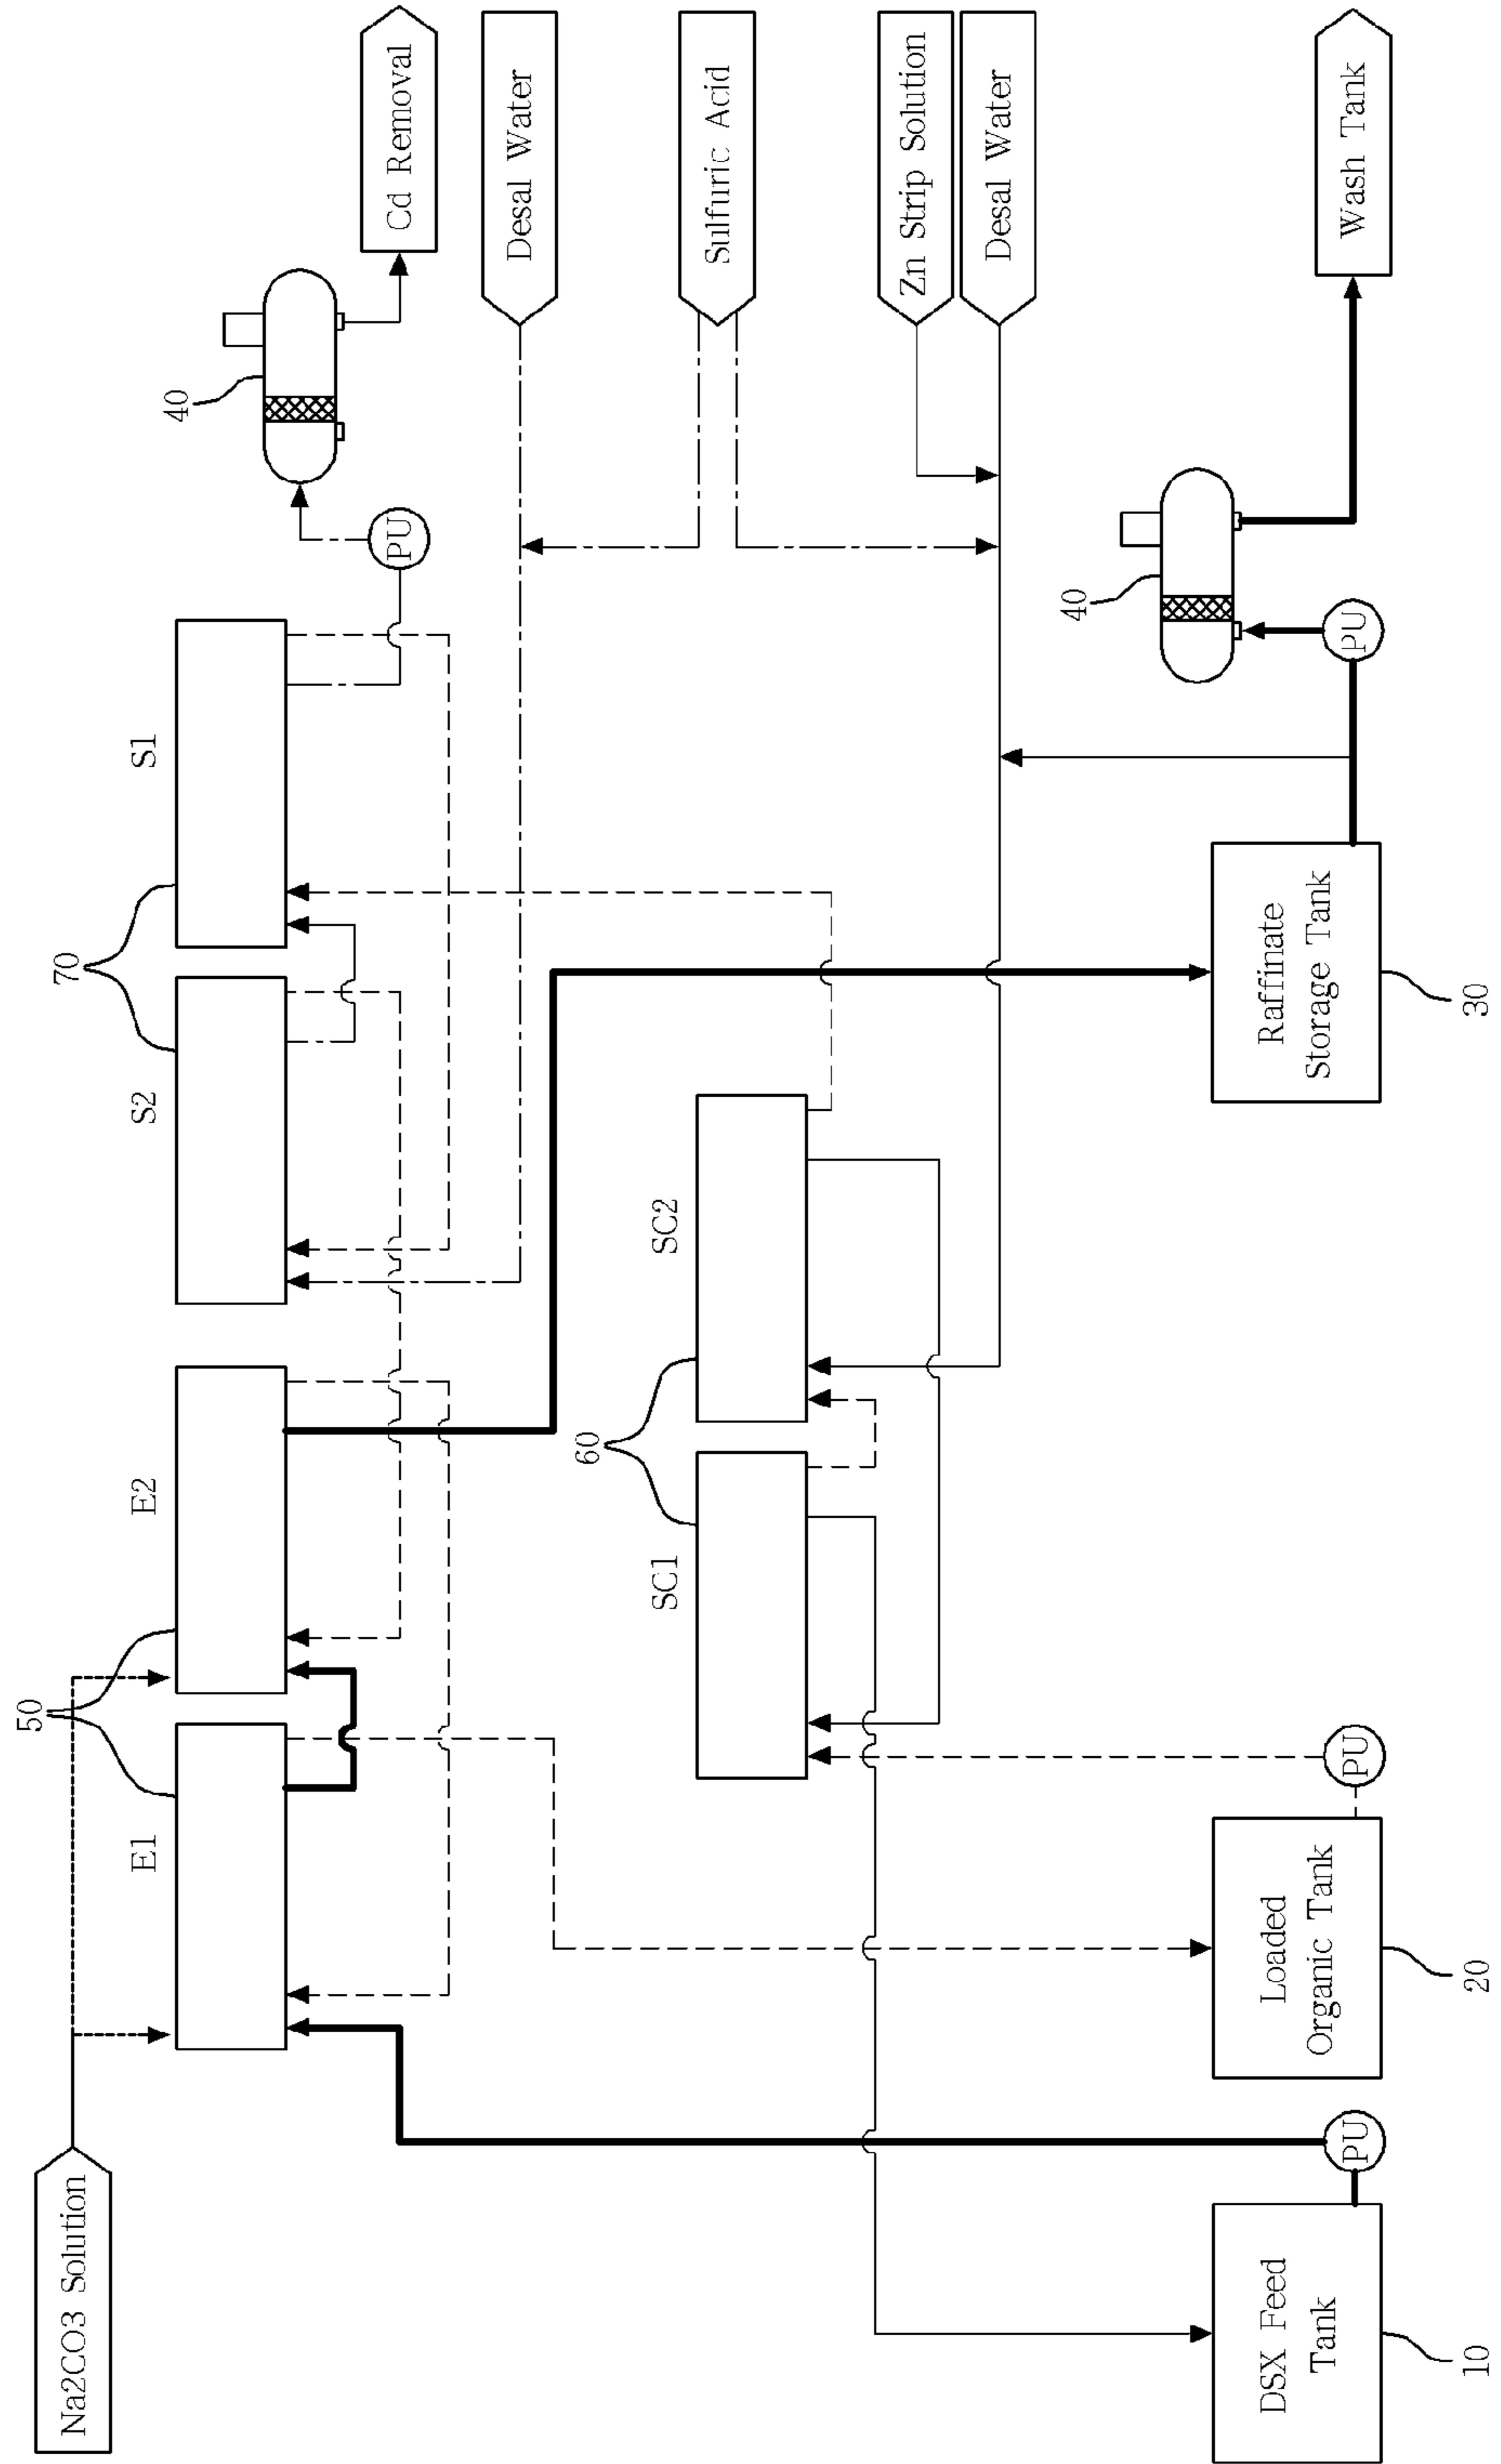 Na2CO3 Solution
50
E1
E2
70
S2
S1
PU
40
Cd Removal
Desal Water
60
SC1
SC2
Sulfuric Acid
Zn Strip Solution
Desal Water
DSX Feed
Tank
10
PU
Loaded
Organic Tank
20
PU
Raffinate
Storage Tank
30
PU
40
Wash Tank